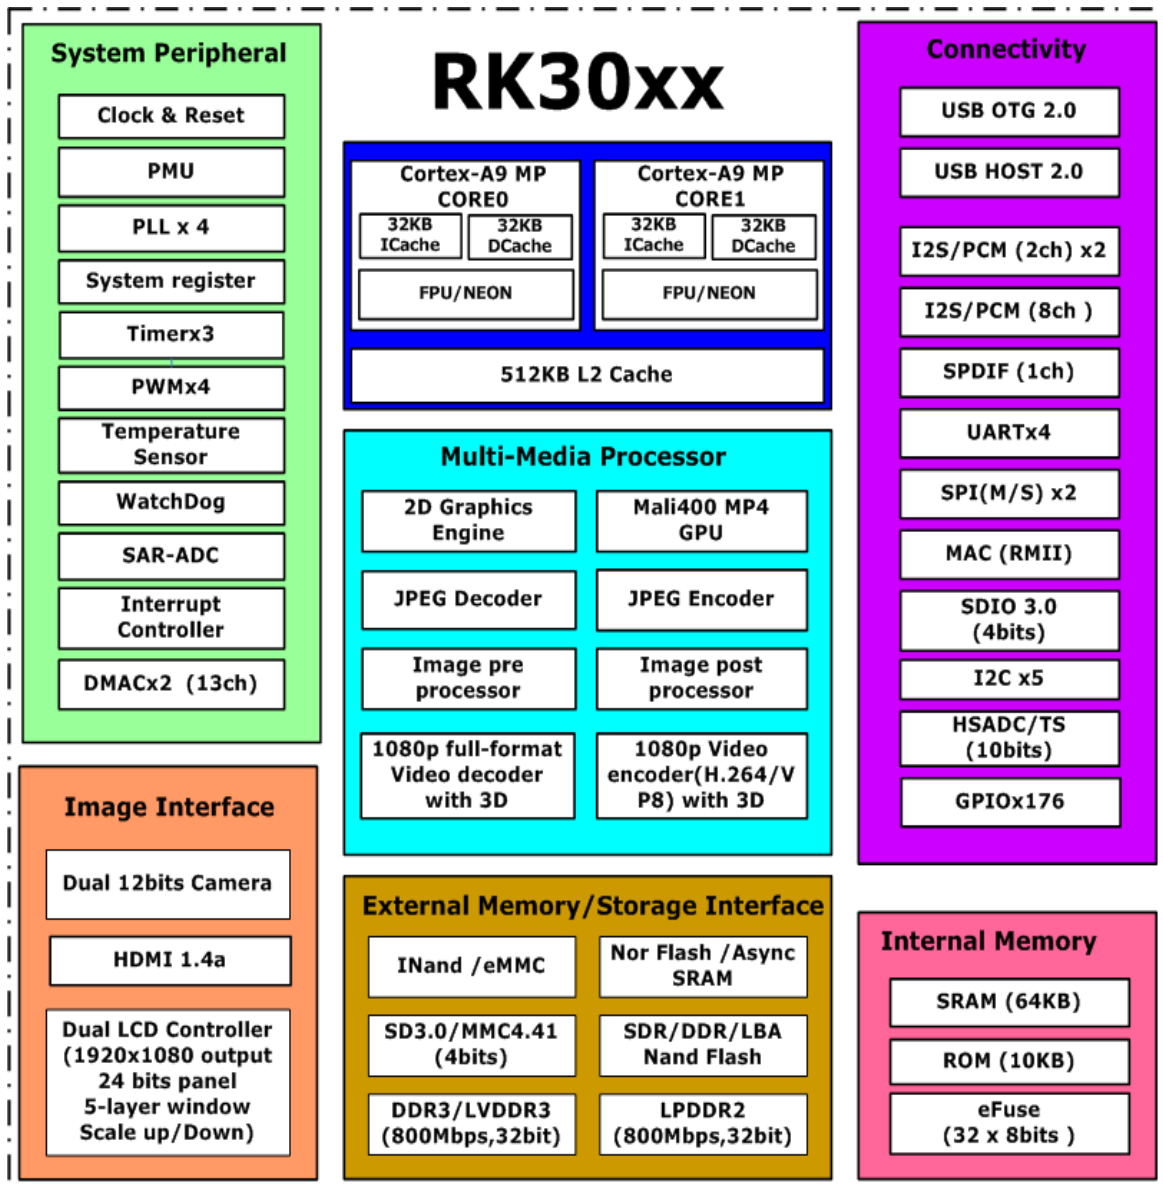 System Peripheral
Clock & Reset
PMU
PLL x 4
System register
Timerx3
PWMx4
Temperature
Sensor
WatchDog
SAR-ADC
Interrupt
Controller
DMACx2 (13ch)
Image Interface
Dual 12bits Camera
HDMI 1.4a
Dual LCD Controller
(1920x1080 output
24 bits panel
5-layer window
Scale up/Down)
RK30xx
Cortex-A9 MP
CORE0
32KB
ICache
32KB
DCache
FPU/NEON
Cortex-A9 MP
CORE1
32KB
ICache
32KB
DCache
FPU/NEON
512KB L2 Cache
Multi-Media Processor
2D Graphics
Engine
Mali400 MP4
GPU
JPEG Decoder
JPEG Encoder
Image pre
processor
Image post
processor
1080p full-format
Video decoder
with 3D
1080p Video
encoder(H.264/V
P8) with 3D
External Memory/Storage Interface
INand /eMMC
Nor Flash /Async
SRAM
SD3.0/MMC4.41
(4bits)
SDR/DDR/LBA
Nand Flash
DDR3/LVDDR3
(800Mbps,32bit)
LPDDR2
(800Mbps,32bit)
Connectivity
USB OTG 2.0
USB HOST 2.0
I2S/PCM (2ch) x2
I2S/PCM (8ch )
SPDIF (1ch)
UARTx4
SPI(M/S) x2
MAC (RMII)
SDIO 3.0
(4bits)
I2C x5
HSADC/TS
(10bits)
GPIOx176
Internal Memory
SRAM (64KB)
ROM (10KB)
eFuse
(32 x 8bits )